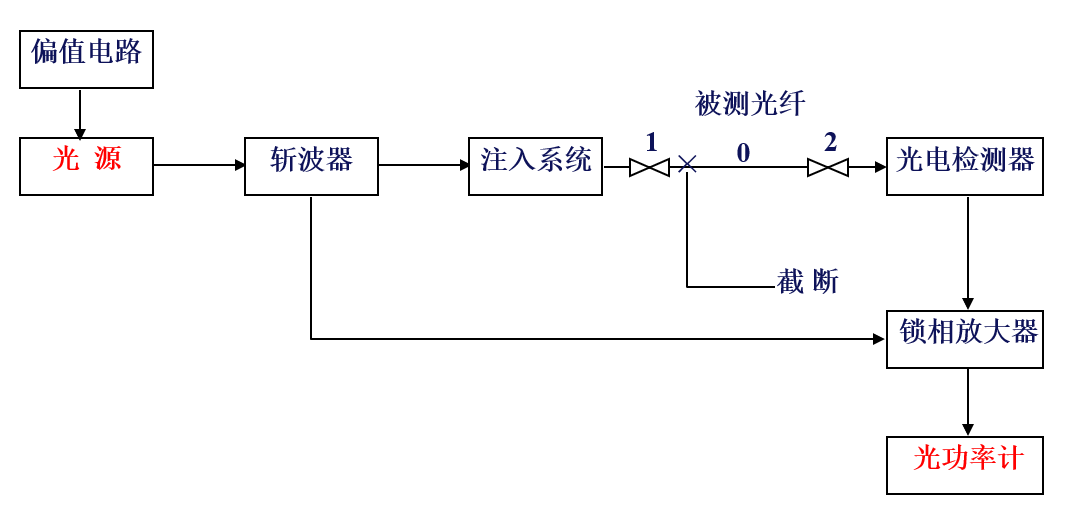 偏值电路
被测光纤
光 源
斩波器
注入系统
1
0
2
光电检测器
截 断
锁相放大器
光功率计